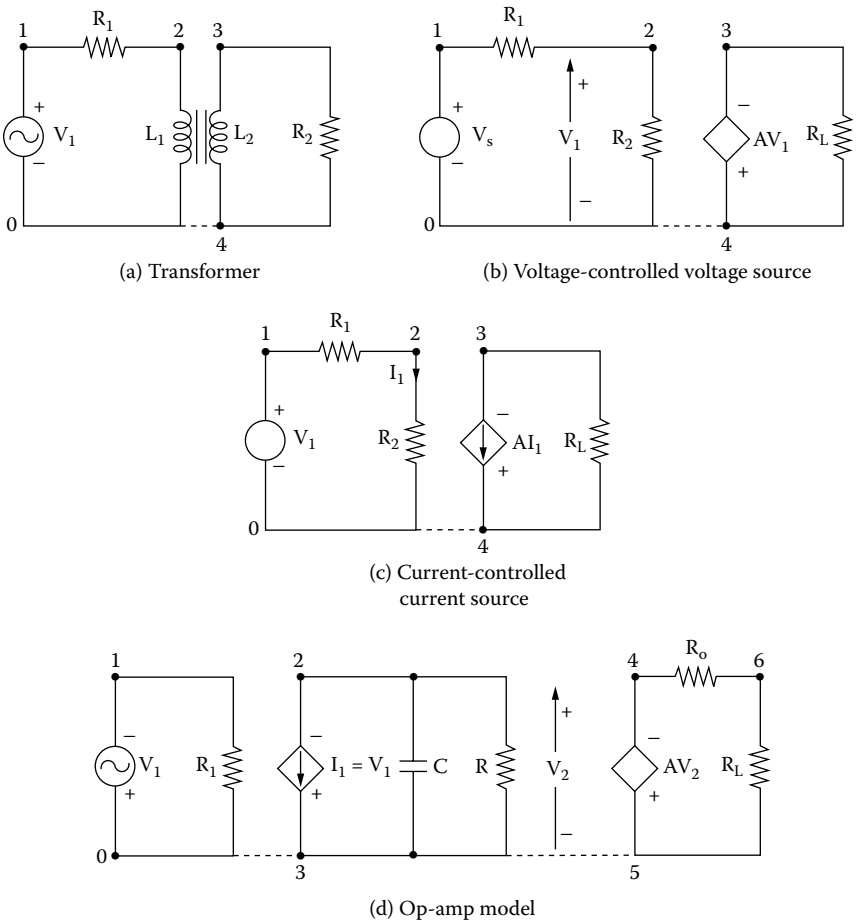 R1
1 2 3
+
V1
−
L1 L2 R2
0
4
(a) Transformer
R1
1 2 3
+ + −
Vs V1 R2 AV1 RL
− − +
0
4
(b) Voltage-controlled voltage source
R1
1 2 3
I1
+ −
V1 R2 AI1 RL
− +
0
4
(c) Current-controlled
current source
Ro
1 2 4 6
− − + −
V1 R1 I1 = V1 C R V2 AV2 RL
+ + − +
0
3 5
(d) Op-amp model